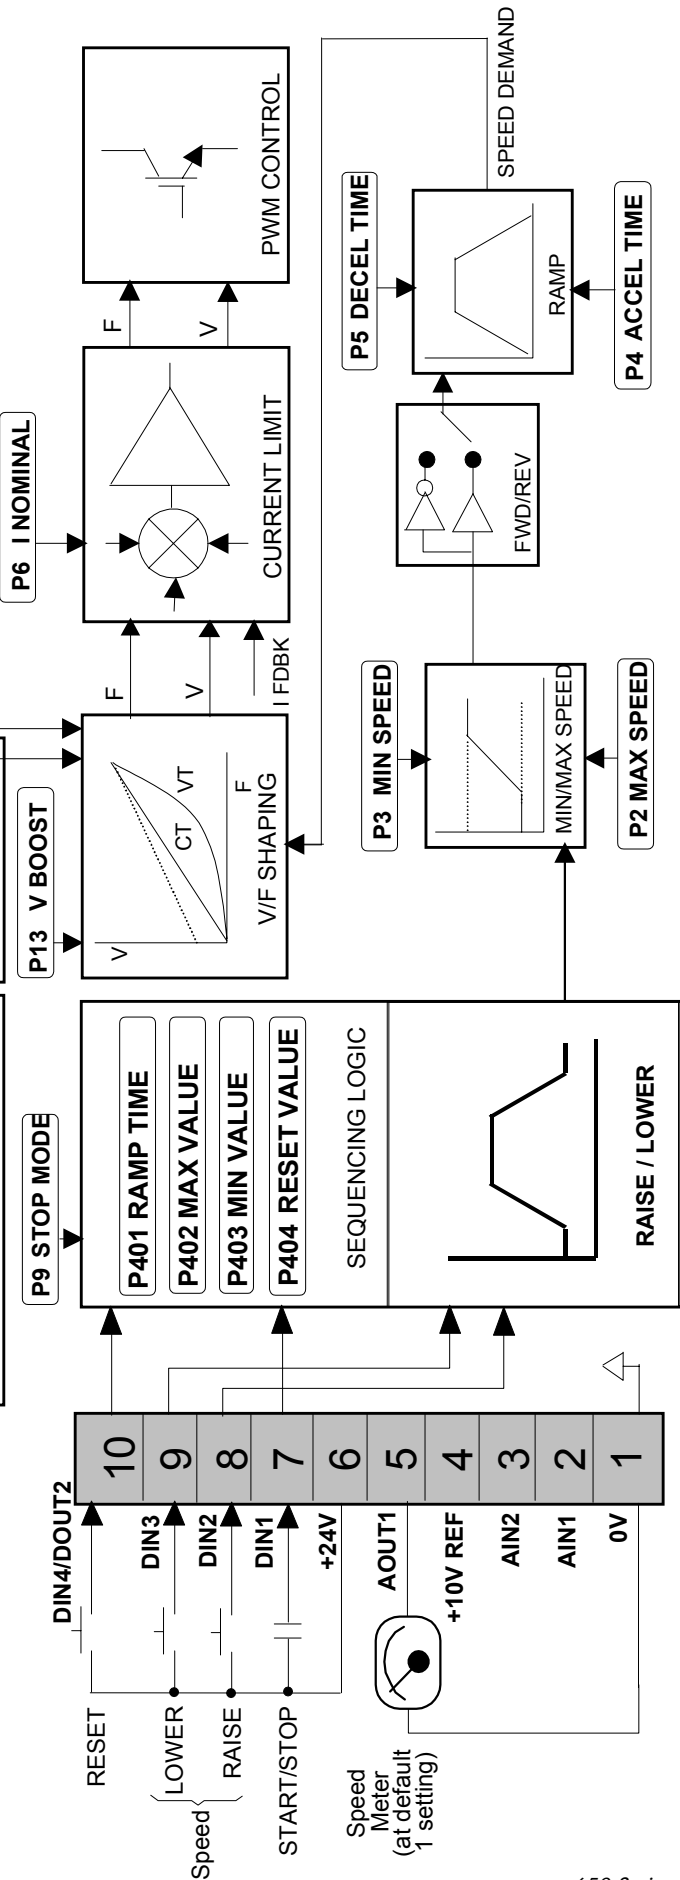 RESET
LOWER
RAISE
Speed
START/STOP
Speed
Meter
(at default
1 setting)
DIN4/DOUT2
DIN3
DIN2
DIN1
+24V
AOUT1
+10V REF
AIN2
AIN1
0V
10
9
8
7
6
5
4
3
2
1
P9 STOP MODE
P401 RAMP TIME
P402 MAX VALUE
P403 MIN VALUE
P404 RESET VALUE
SEQUENCING LOGIC
RAISE / LOWER
P13 V BOOST
V
CT
VT
F
V/F SHAPING
F
V
I FDBK
P6 I NOMINAL
CURRENT LIMIT
F
V
PWM CONTROL
P3 MIN SPEED
MIN/MAX SPEED
P2 MAX SPEED
FWD/REV
P5 DECEL TIME
RAMP
P4 ACCEL TIME
SPEED DEMAND